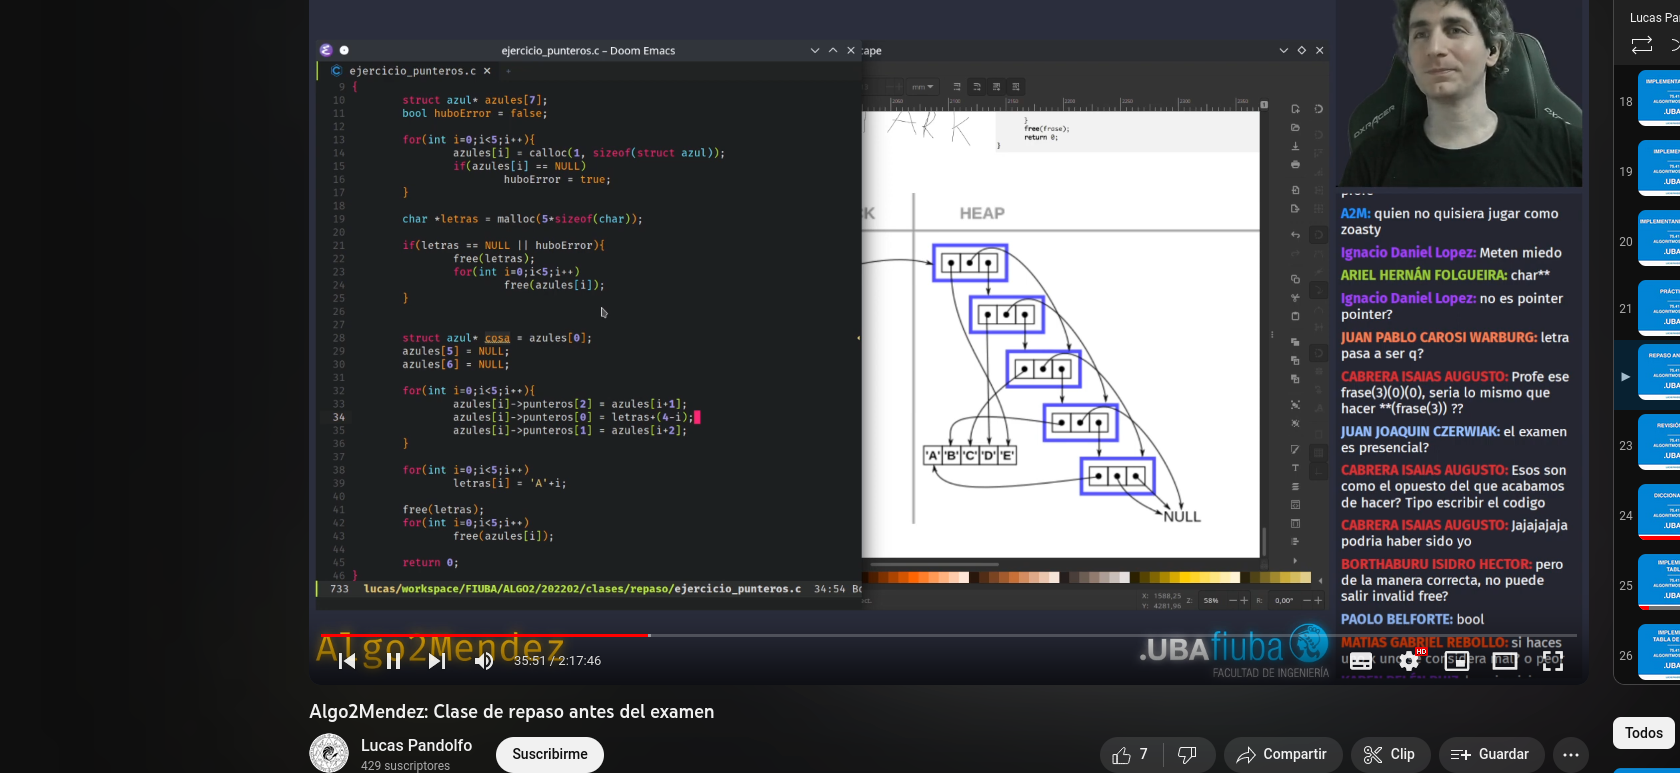 Lucas Pa
ejercicio_punteros.c – Doom Emacs
cape
ejercicio_punteros.c ×
mm
9 {
10 struct azul* azules[7];
11 bool huboError = false;
12
13 for(int i=0;i<5;i++){
14 azules[i] = calloc(1, sizeof(struct azul));
15 if(azules[i] == NULL)
16 huboError = true;
17 }
18
19 char *letras = malloc(5*sizeof(char));
20
21 if(letras == NULL || huboError){
22 free(letras);
23 for(int i=0;i<5;i++)
24 free(azules[i]);
25 }
26
27
28 struct azul* cosa = azules[0];
29 azules[5] = NULL;
30 azules[6] = NULL;
31
32 for(int i=0;i<5;i++){
33 azules[i]->punteros[2] = azules[i+1];
34 azules[i]->punteros[0] = letras+(4-i);
35 azules[i]->punteros[1] = azules[i+2];
36 }
37
38 for(int i=0;i<5;i++)
39 letras[i] = 'A'+i;
40
41 free(letras);
42 for(int i=0;i<5;i++)
43 free(azules[i]);
44
45 return 0;
46 }
733 lucas/workspace/FIUBA/ALGO2/202202/clases/repaso/ejercicio_punteros.c 34:54 Bo
ARK
}
free(frase);
return 0;
}
CK
HEAP
'A' 'B' 'C' 'D' 'E'
NULL
X: 1588,25
Y: 4281,96
Z: 58%
R: 0,00°
DXRACER
A2M: quien no quisiera jugar como
zoasty
Ignacio Daniel Lopez: Meten miedo
ARIEL HERNÁN FOLGUEIRA: char**
Ignacio Daniel Lopez: no es pointer
pointer?
JUAN PABLO CAROSI WARBURG: letra
pasa a ser q?
CABRERA ISAIAS AUGUSTO: Profe ese
frase(3)(0)(0), seria lo mismo que
hacer **(frase(3)) ??
JUAN JOAQUIN CZERWIAK: el examen
es presencial?
CABRERA ISAIAS AUGUSTO: Esos son
como el opuesto del que acabamos
de hacer? Tipo escribir el codigo
CABRERA ISAIAS AUGUSTO: Jajajajaja
podria haber sido yo
BORTHABURU ISIDRO HECTOR: pero
de la manera correcta, no puede
salir invalid free?
PAOLO BELFORTE: bool
MATIAS GABRIEL REBOLLO: si haces
Algo2Mendez
.UBAfiuba
FACULTAD DE INGENIERÍA
35:51 / 2:17:46
HD
18
19
20
21
23
24
25
26
Algo2Mendez: Clase de repaso antes del examen
Lucas Pandolfo
429 suscriptores
Suscribirme
7
Compartir
Clip
Guardar
Todos